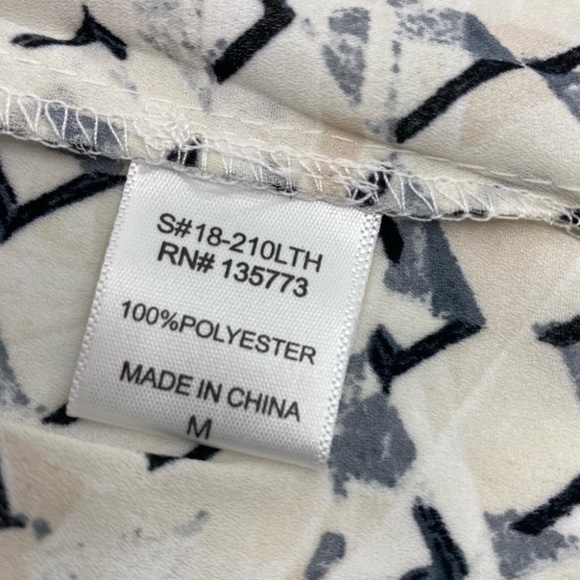 S#18-210LTH
RN# 135773
100%POLYESTER
MADE IN CHINA
M